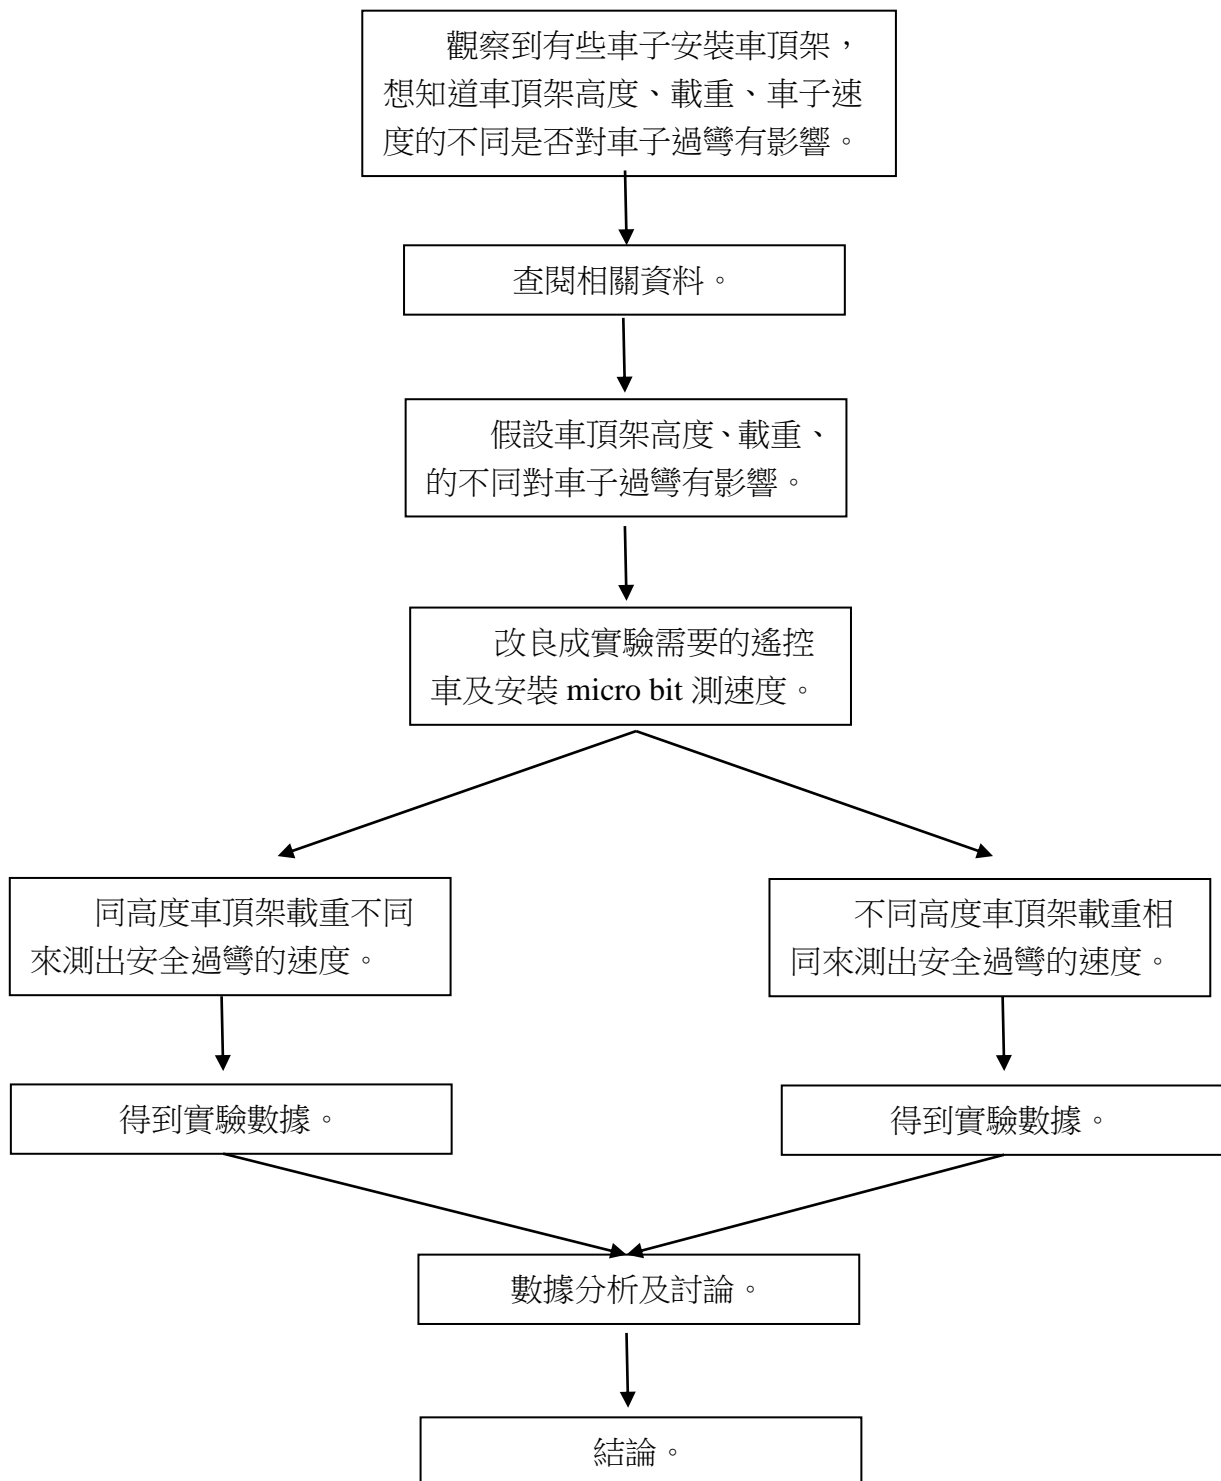 觀察到有些車子安裝車頂架，
想知道車頂架高度、載重、車子速
度的不同是否對車子過彎有影響。
查閱相關資料。
假設車頂架高度、載重、
的不同對車子過彎有影響。
改良成實驗需要的遙控
車及安裝 micro bit 測速度。
同高度車頂架載重不同
來測出安全過彎的速度。
不同高度車頂架載重相
同來測出安全過彎的速度。
得到實驗數據。
得到實驗數據。
數據分析及討論。
結論。